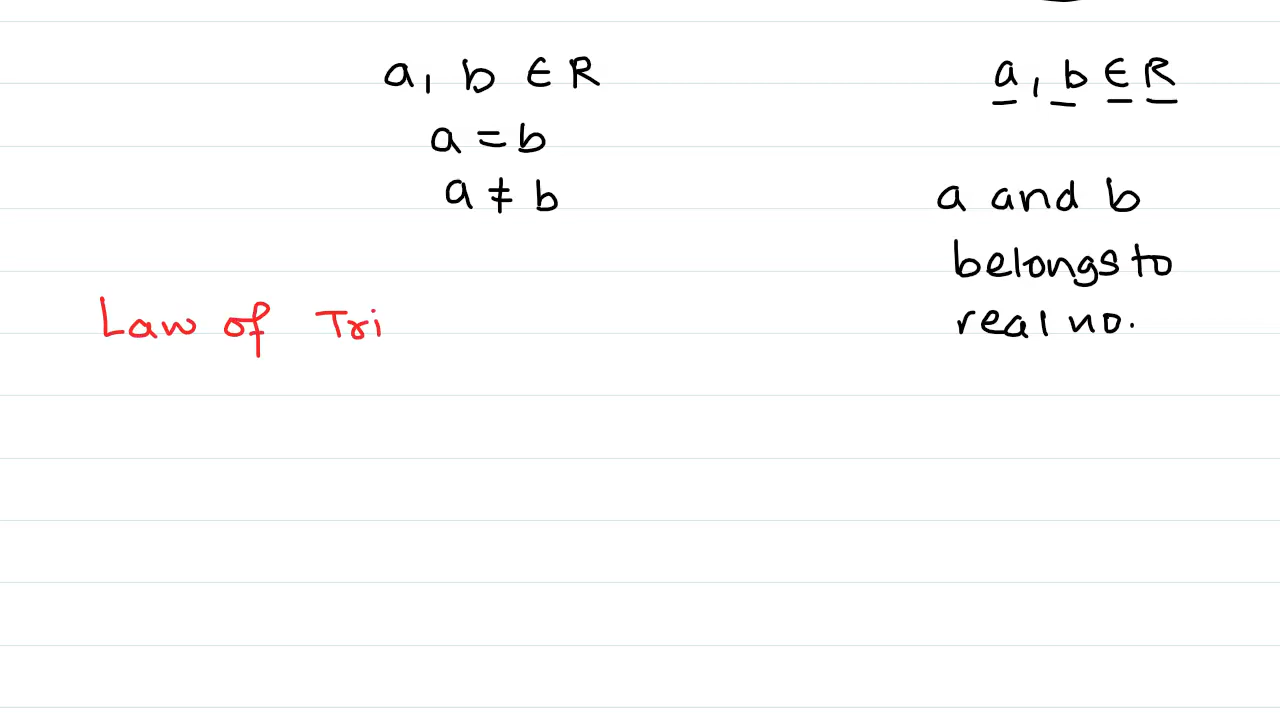 a, b ∈ R
a = b
a ≠ b
a, b ∈ R
a and b
belongs to
real no.
Law of Tri